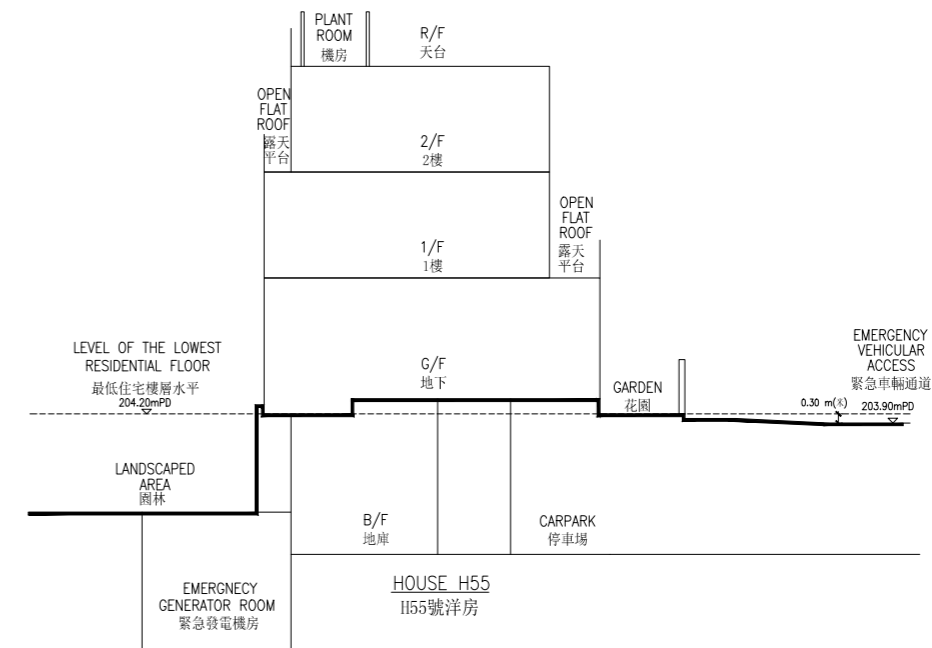 PLANT
ROOM
機房
R/F
天台
OPEN
FLAT
ROOF
露天
平台
2/F
2樓
OPEN
FLAT
ROOF
露天
平台
1/F
1樓
LEVEL OF THE LOWEST
RESIDENTIAL FLOOR
最低住宅樓層水平
204.20mPD
G/F
地下
GARDEN
花園
EMERGENCY
VEHICULAR
ACCESS
緊急車輛通道
0.30 m(米)
203.90mPD
LANDSCAPED
AREA
園林
B/F
地庫
CARPARK
停車場
EMERGNECY
GENERATOR ROOM
緊急發電機房
HOUSE H55
H55號洋房